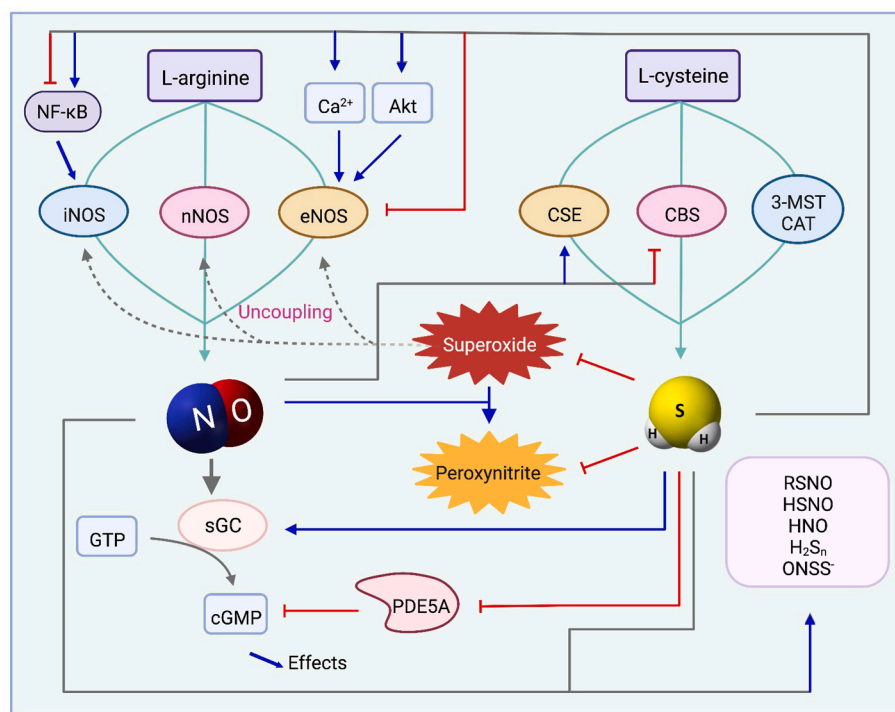 L-arginine
L-cysteine
NF-κB
Ca²⁺
Akt
iNOS
nNOS
eNOS
CSE
CBS
3-MST
CAT
Uncoupling
Superoxide
N O
S
H H
Peroxynitrite
RSNO
HSNO
HNO
H₂Sₙ
ONSS⁻
sGC
GTP
cGMP
PDE5A
Effects